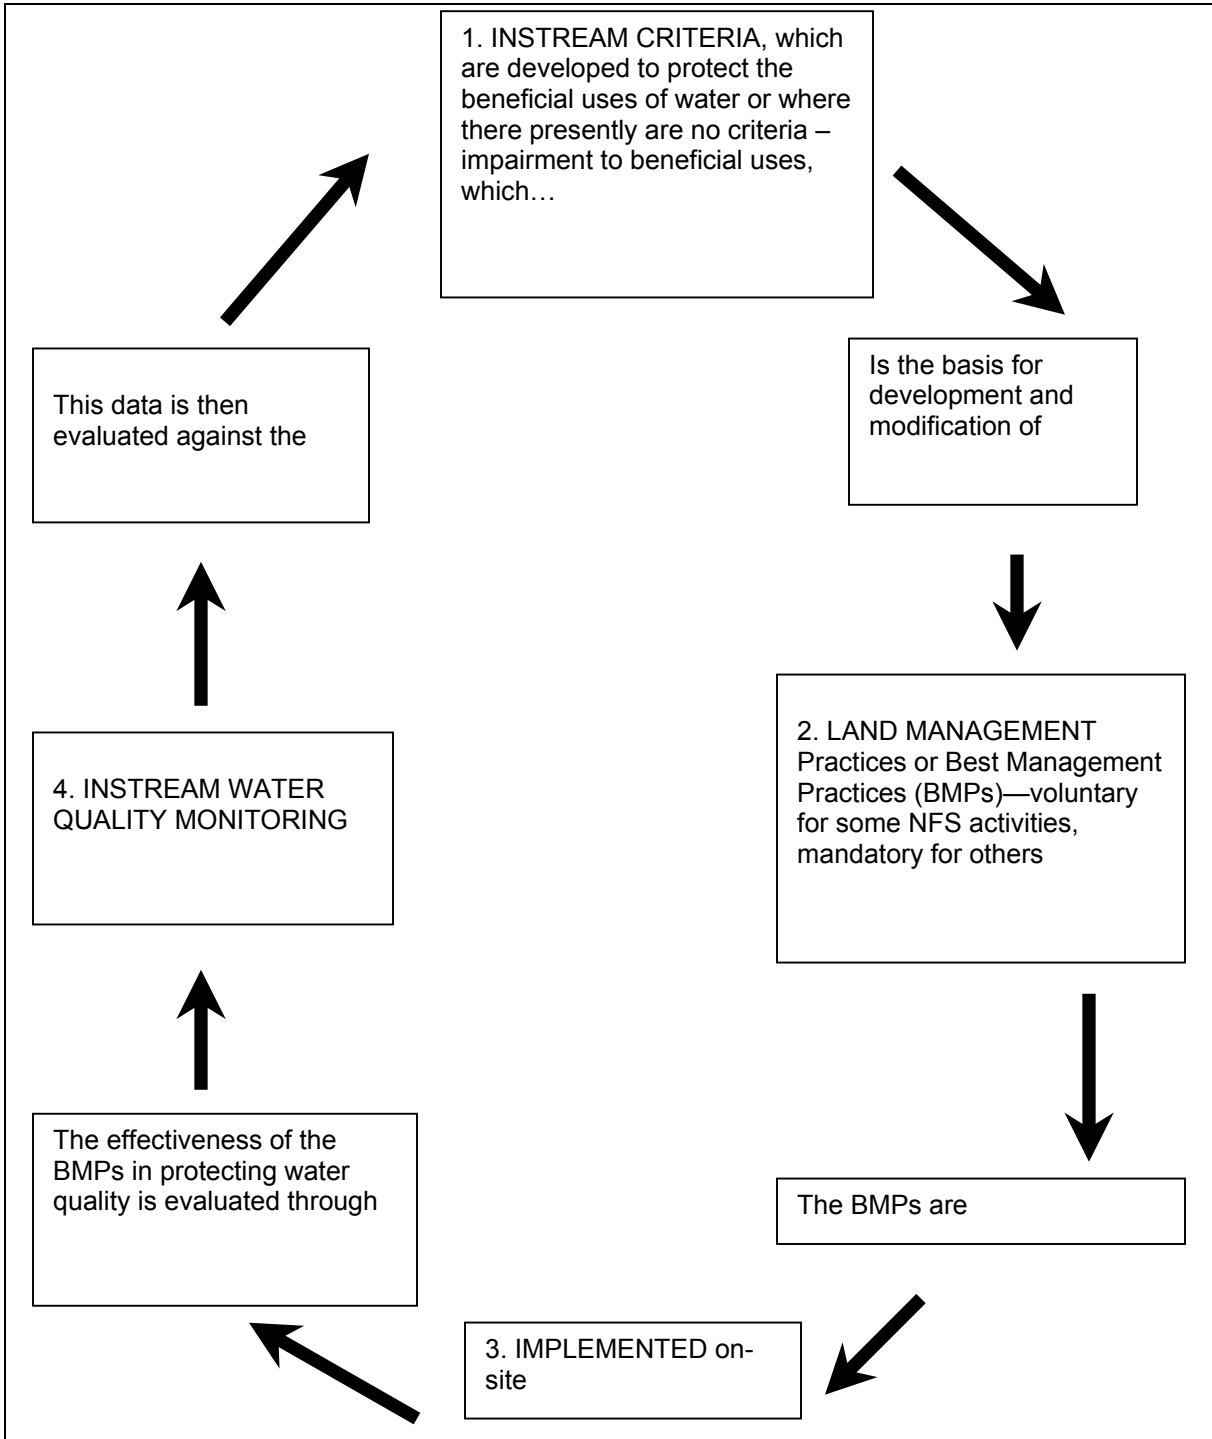 1. INSTREAM CRITERIA, which
are developed to protect the
beneficial uses of water or where
there presently are no criteria –
impairment to beneficial uses,
which…
Is the basis for
development and
modification of
2. LAND MANAGEMENT
Practices or Best Management
Practices (BMPs)—voluntary
for some NFS activities,
mandatory for others
The BMPs are
3. IMPLEMENTED on-
site
The effectiveness of the
BMPs in protecting water
quality is evaluated through
4. INSTREAM WATER
QUALITY MONITORING
This data is then
evaluated against the